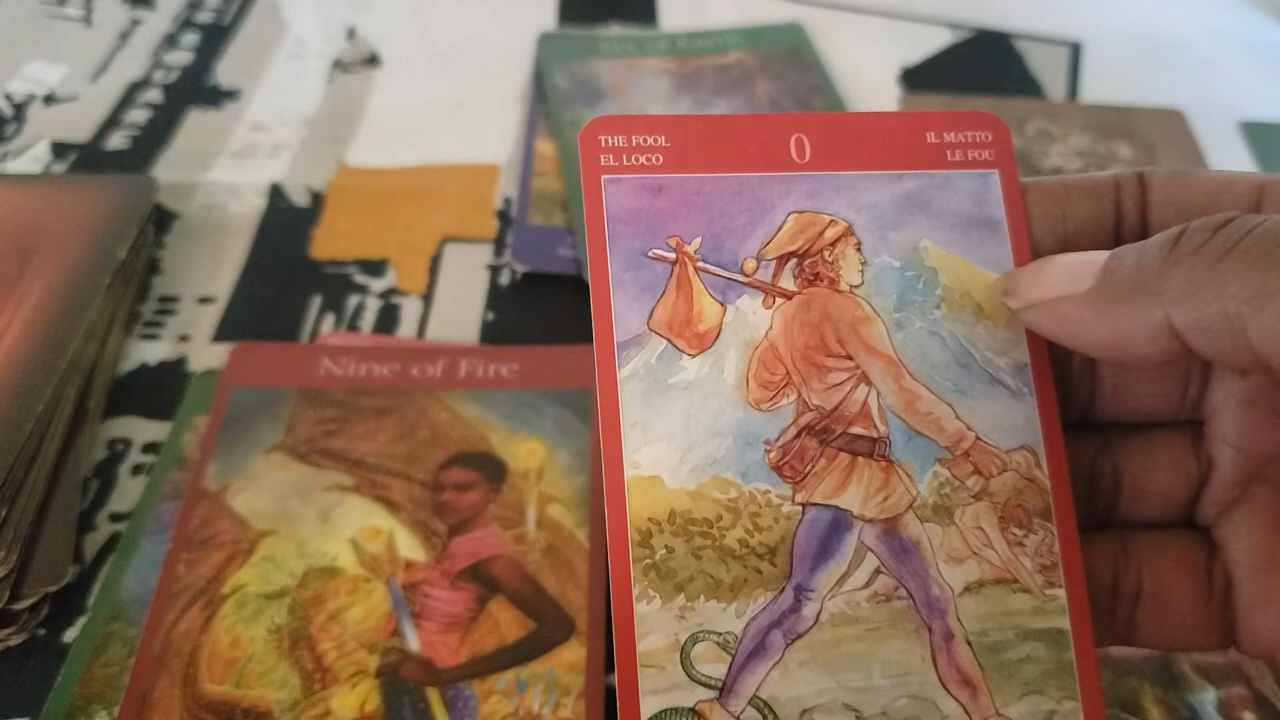 THE FOOL
EL LOCO
0
IL MATTO
LE FOU
Nine of Fire